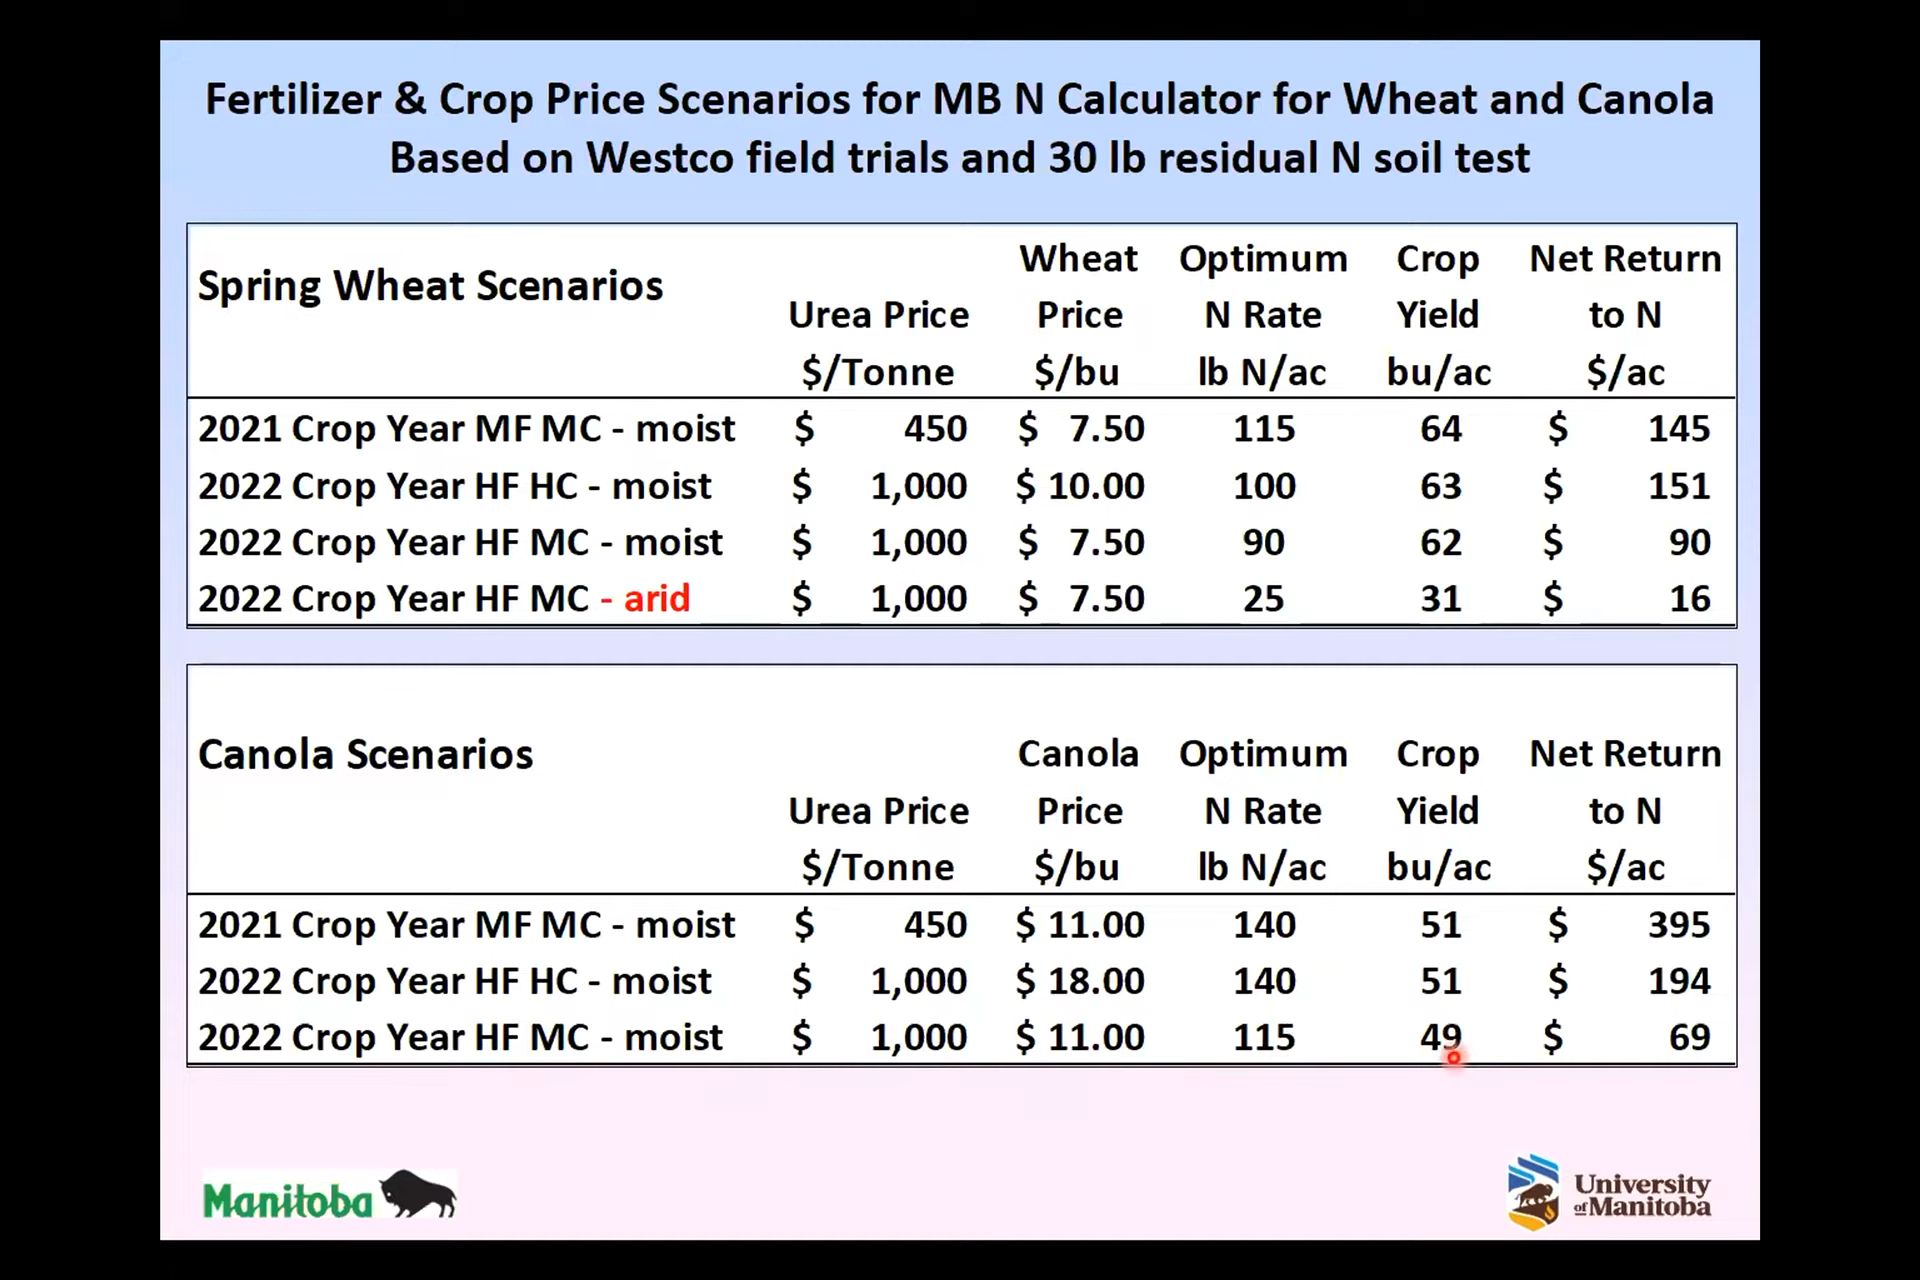 Fertilizer & Crop Price Scenarios for MB N Calculator for Wheat and Canola
Based on Westco field trials and 30 lb residual N soil test
Spring Wheat Scenarios
Urea Price
$/Tonne
Wheat
Price
$/bu
Optimum
N Rate
lb N/ac
Crop
Yield
bu/ac
Net Return
to N
$/ac
2021 Crop Year MF MC - moist $ 450 $ 7.50 115 64 $ 145
2022 Crop Year HF HC - moist $ 1,000 $ 10.00 100 63 $ 151
2022 Crop Year HF MC - moist $ 1,000 $ 7.50 90 62 $ 90
2022 Crop Year HF MC - arid $ 1,000 $ 7.50 25 31 $ 16
Canola Scenarios
Urea Price
$/Tonne
Canola
Price
$/bu
Optimum
N Rate
lb N/ac
Crop
Yield
bu/ac
Net Return
to N
$/ac
2021 Crop Year MF MC - moist $ 450 $ 11.00 140 51 $ 395
2022 Crop Year HF HC - moist $ 1,000 $ 18.00 140 51 $ 194
2022 Crop Year HF MC - moist $ 1,000 $ 11.00 115 49 $ 69
Manitoba
University
of Manitoba